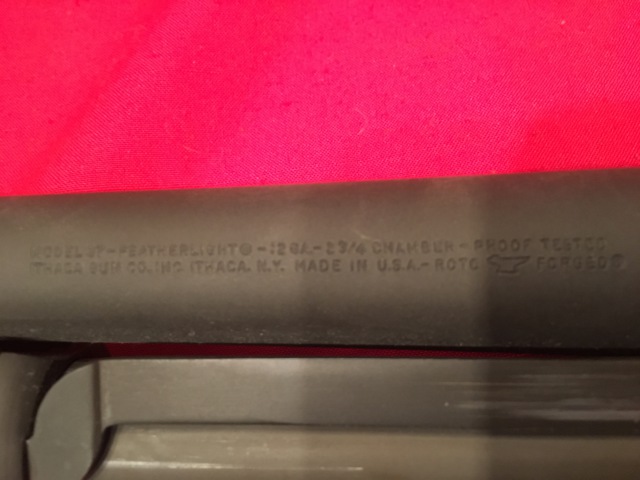 MODEL 37-FEATHERLIGHT®-12GA.-2 3/4 CHAMBER-PROOF TESTED
ITHACA GUN CO. INC. ITHACA. N.Y. MADE IN U.S.A.-ROTO FORGED®